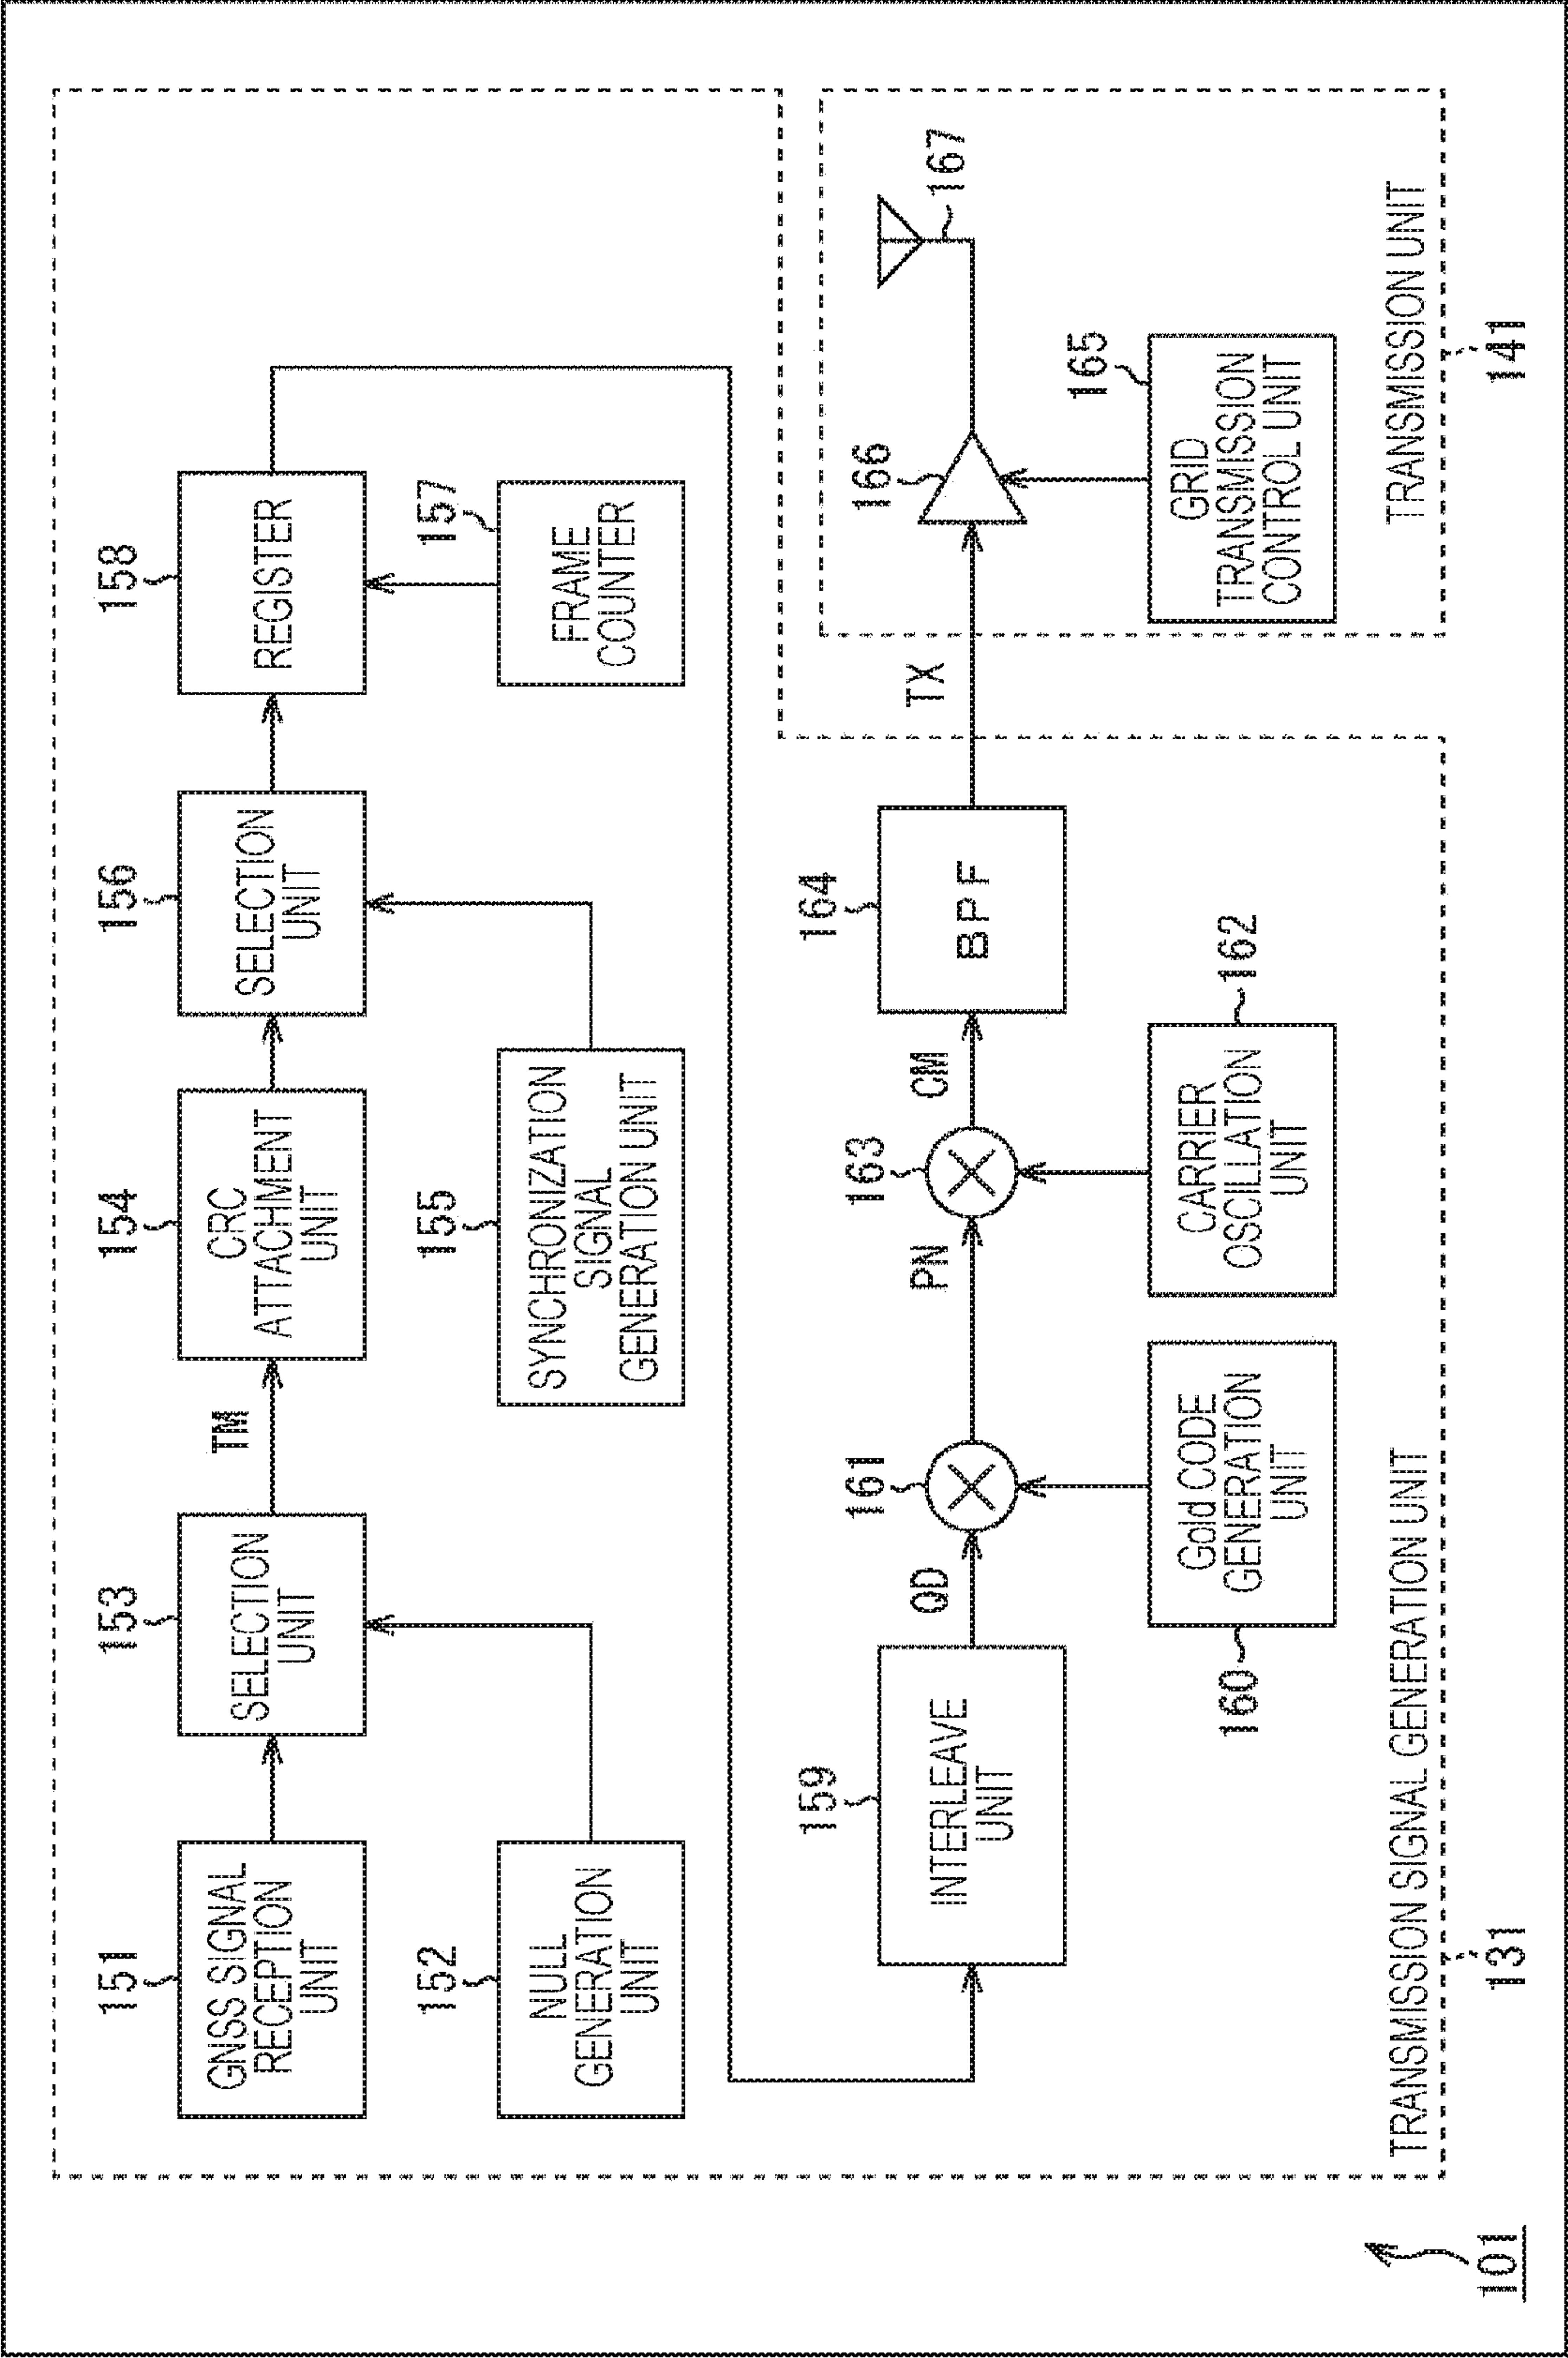 151
GNSS SIGNAL
RECEPTION
UNIT
153
SELECTION
UNIT
TM
154
CRC
ATTACHMENT
UNIT
156
SELECTION
UNIT
158
REGISTER
152
NULL
GENERATION
UNIT
155
SYNCHRONIZATION
SIGNAL
GENERATION UNIT
157
FRAME
COUNTER
159
INTERLEAVE
UNIT
QD
161
PN
163
CM
164
BPF
TX
166
167
160
Gold CODE
GENERATION
UNIT
162
CARRIER
OSCILLATION
UNIT
165
GRID
TRANSMISSION
CONTROL UNIT
TRANSMISSION SIGNAL GENERATION UNIT
131
TRANSMISSION UNIT
141
101